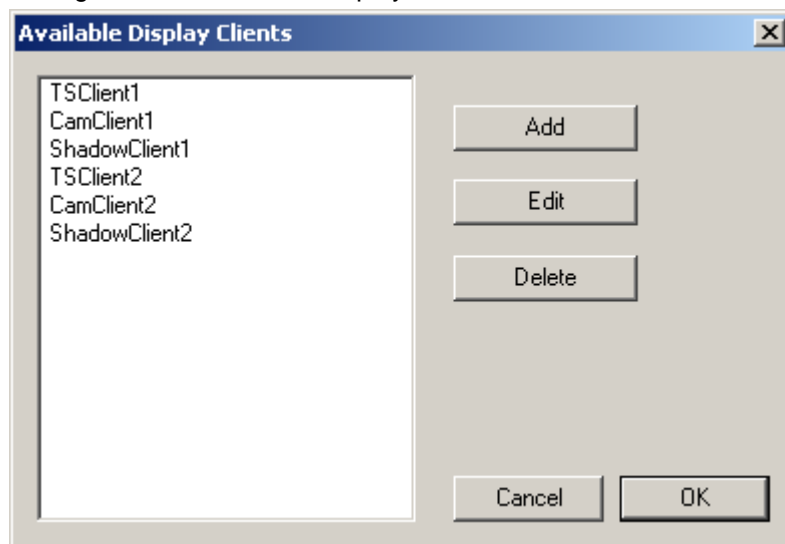 Available Display Clients
TSClient1
CamClient1
ShadowClient1
TSClient2
CamClient2
ShadowClient2
Add
Edit
Delete
Cancel
OK